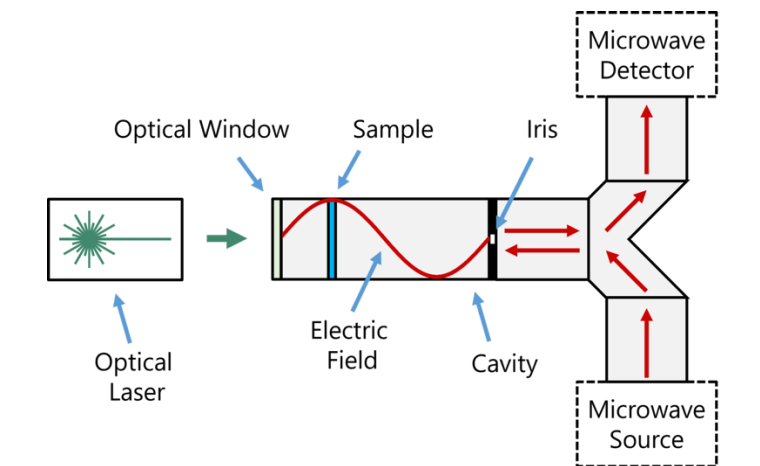 Microwave
Detector
Optical Window
Sample
Iris
Electric
Field
Cavity
Optical
Laser
Microwave
Source